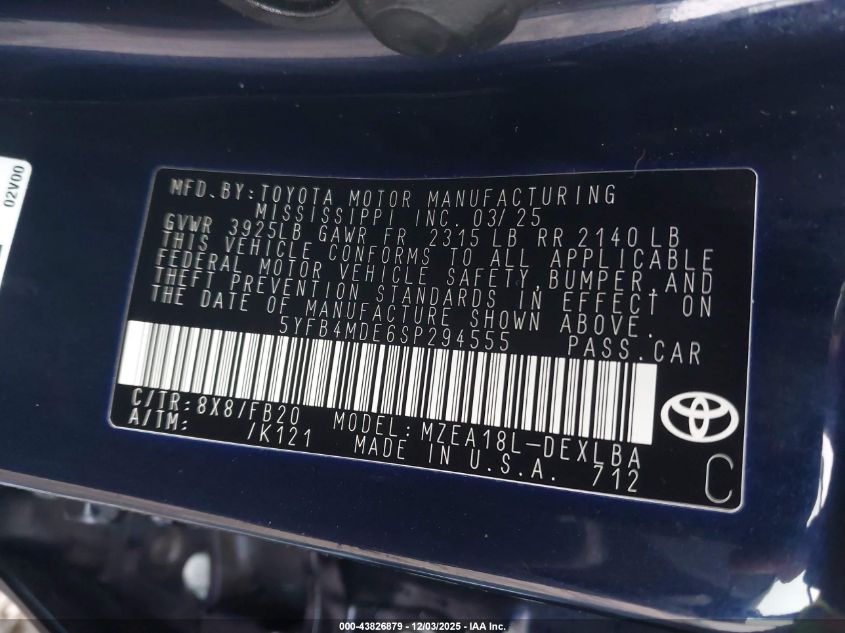 02V00
MFD. BY: TOYOTA MOTOR MANUFACTURING
MISSISSIPPI INC. 03/25
GVWR 3925LB GAWR FR 2315 LB RR 2140 LB
THIS VEHICLE CONFORMS TO ALL APPLICABLE
FEDERAL MOTOR VEHICLE SAFETY, BUMPER, AND
THEFT PREVENTION STANDARDS IN EFFECT ON
THE DATE OF MANUFACTURE SHOWN ABOVE.
5YFB4MDE6SP294555 PASS. CAR
C/TR: 8X8/FB20 MODEL: MZEA18L-DEXLBA
A/TM: /K121 MADE IN U.S.A. 712
C
000-43826879 - 12/03/2025 - IAA Inc.